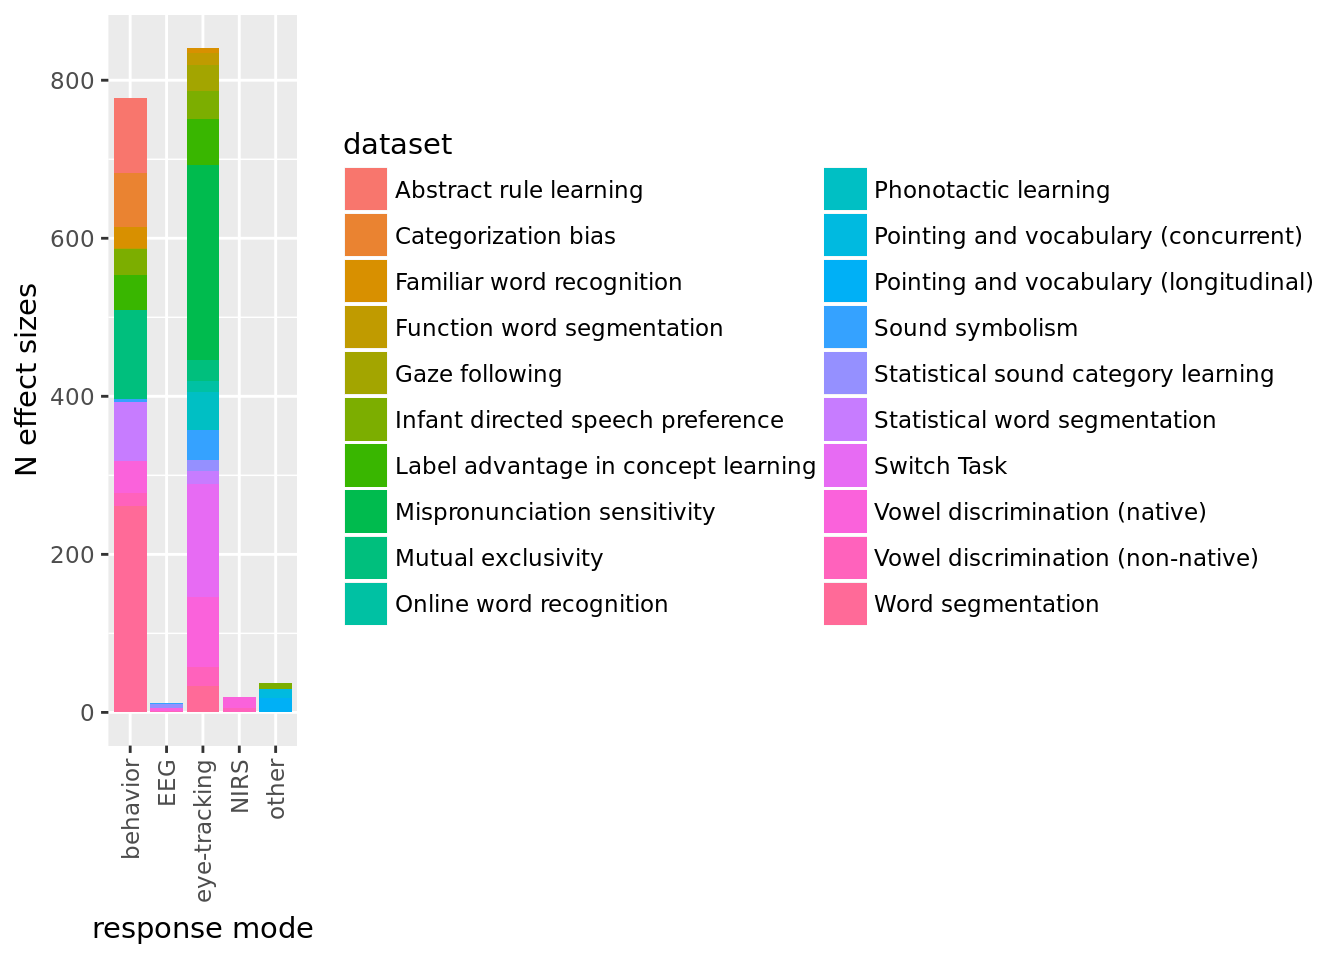 N effect sizes
800
600
400
200
0
behavior
EEG
eye-tracking
NIRS
other
response mode
dataset
Abstract rule learning
Categorization bias
Familiar word recognition
Function word segmentation
Gaze following
Infant directed speech preference
Label advantage in concept learning
Mispronunciation sensitivity
Mutual exclusivity
Online word recognition
Phonotactic learning
Pointing and vocabulary (concurrent)
Pointing and vocabulary (longitudinal)
Sound symbolism
Statistical sound category learning
Statistical word segmentation
Switch Task
Vowel discrimination (native)
Vowel discrimination (non-native)
Word segmentation